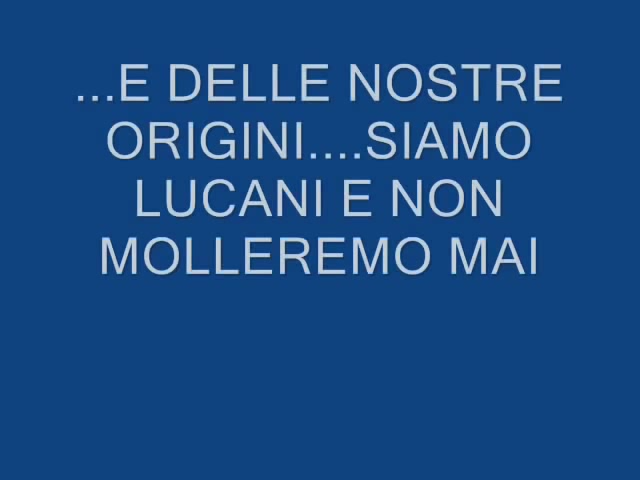 ...E DELLE NOSTRE
ORIGINI....SIAMO
LUCANI E NON
MOLLEREMO MAI